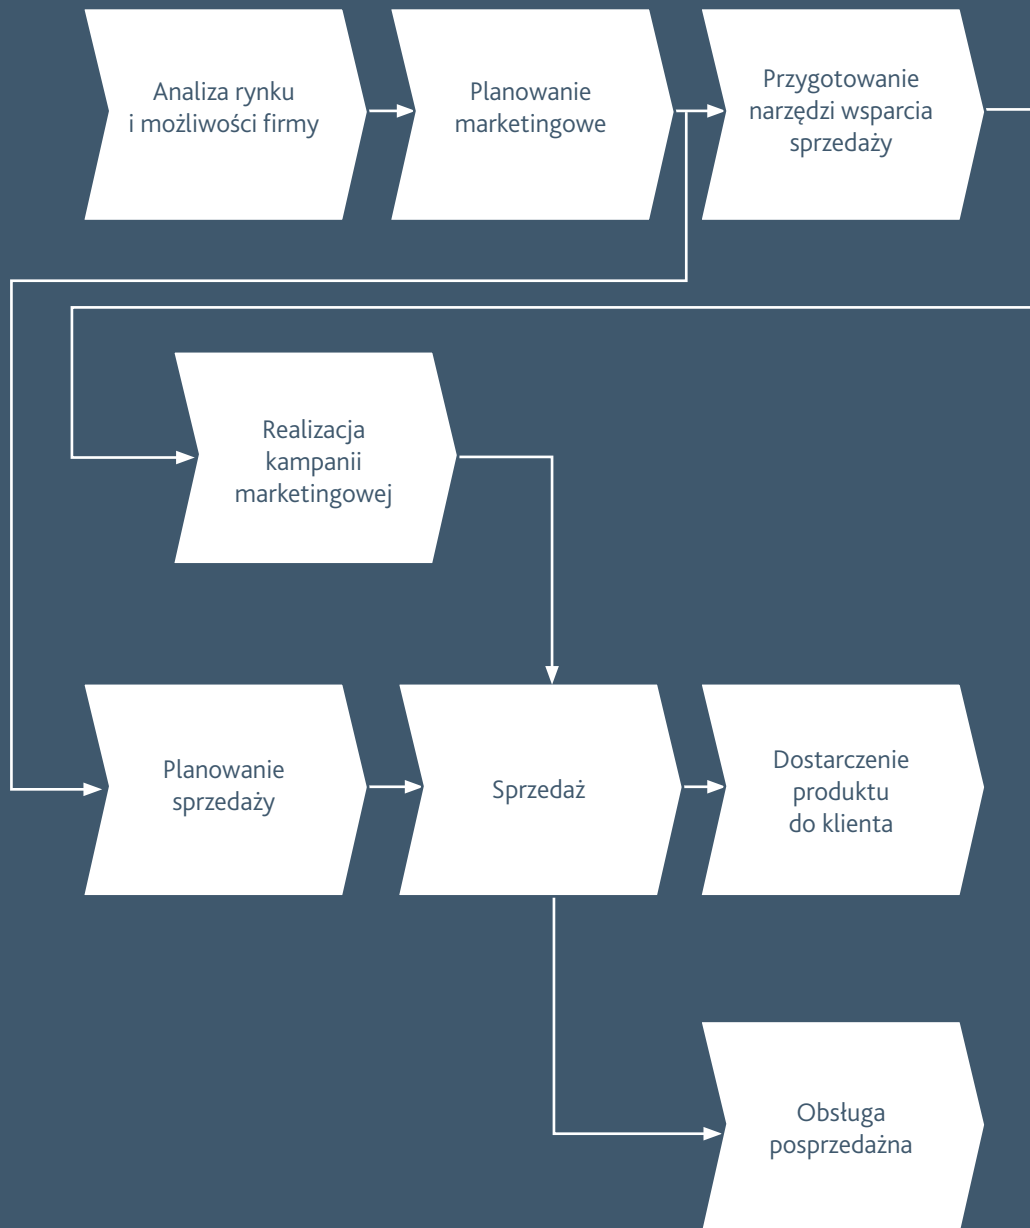 Analiza rynku
i możliwości firmy
Planowanie
marketingowe
Przygotowanie
narzędzi wsparcia
sprzedaży
Realizacja
kampanii
marketingowej
Planowanie
sprzedaży
Sprzedaż
Dostarczenie
produktu
do klienta
Obsługa
posprzedażna